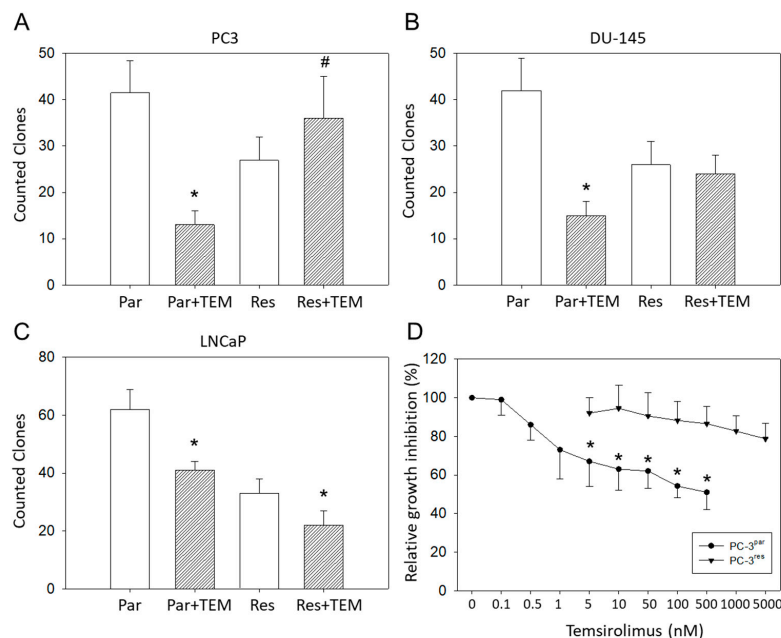 A
PC3
Counted Clones
50
40
30
20
10
0
*
#
Par
Par+TEM
Res
Res+TEM
B
DU-145
Counted Clones
50
40
30
20
10
0
*
Par
Par+TEM
Res
Res+TEM
C
LNCaP
Counted Clones
80
60
40
20
0
*
*
Par
Par+TEM
Res
Res+TEM
D
Relative growth inhibition (%)
120
100
80
60
40
20
0
* * * * *
PC-3par
PC-3res
0 0.1 0.5 1 5 10 50 100 500 1000 5000
Temsirolimus (nM)